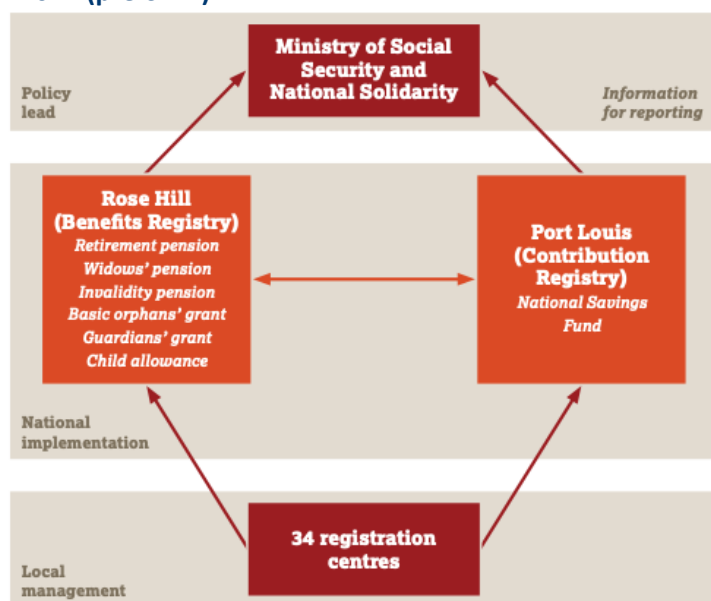 Ministry of Social
Security and
National Solidarity
Policy
lead
Information
for reporting
Rose Hill
(Benefits Registry)
Retirement pension
Widows' pension
Invalidity pension
Basic orphans' grant
Guardians' grant
Child allowance
Port Louis
(Contribution
Registry)
National Savings
Fund
National
implementation
34 registration
centres
Local
management